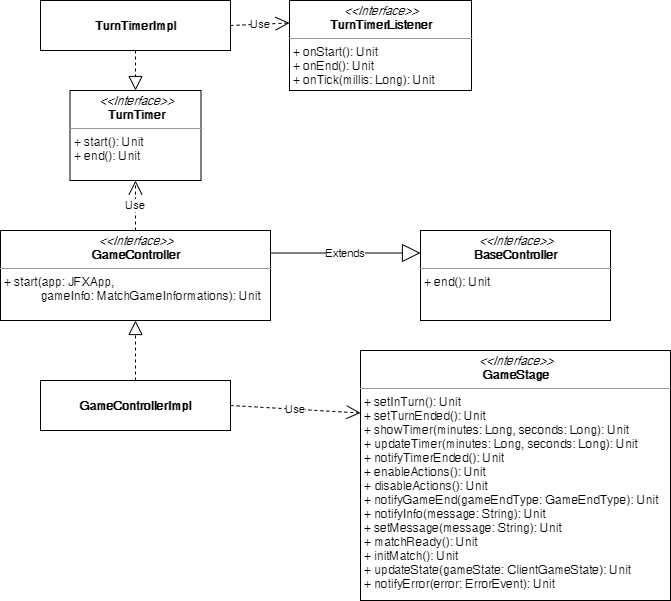 TurnTimerImpl
Use
<<Interface>>
TurnTimerListener
+ onStart(): Unit
+ onEnd(): Unit
+ onTick(millis: Long): Unit
<<Interface>>
TurnTimer
+ start(): Unit
+ end(): Unit
Use
<<Interface>>
GameController
+ start(app: JFXApp,
gameInfo: MatchGameInformations): Unit
Extends
<<Interface>>
BaseController
+ end(): Unit
GameControllerImpl
Use
<<Interface>>
GameStage
+ setInTurn(): Unit
+ setTurnEnded(): Unit
+ showTimer(minutes: Long, seconds: Long): Unit
+ updateTimer(minutes: Long, seconds: Long): Unit
+ notifyTimerEnded(): Unit
+ enableActions(): Unit
+ disableActions(): Unit
+ notifyGameEnd(gameEndType: GameEndType): Unit
+ notifyInfo(message: String): Unit
+ setMessage(message: String): Unit
+ matchReady(): Unit
+ initMatch(): Unit
+ updateState(gameState: ClientGameState): Unit
+ notifyError(error: ErrorEvent): Unit